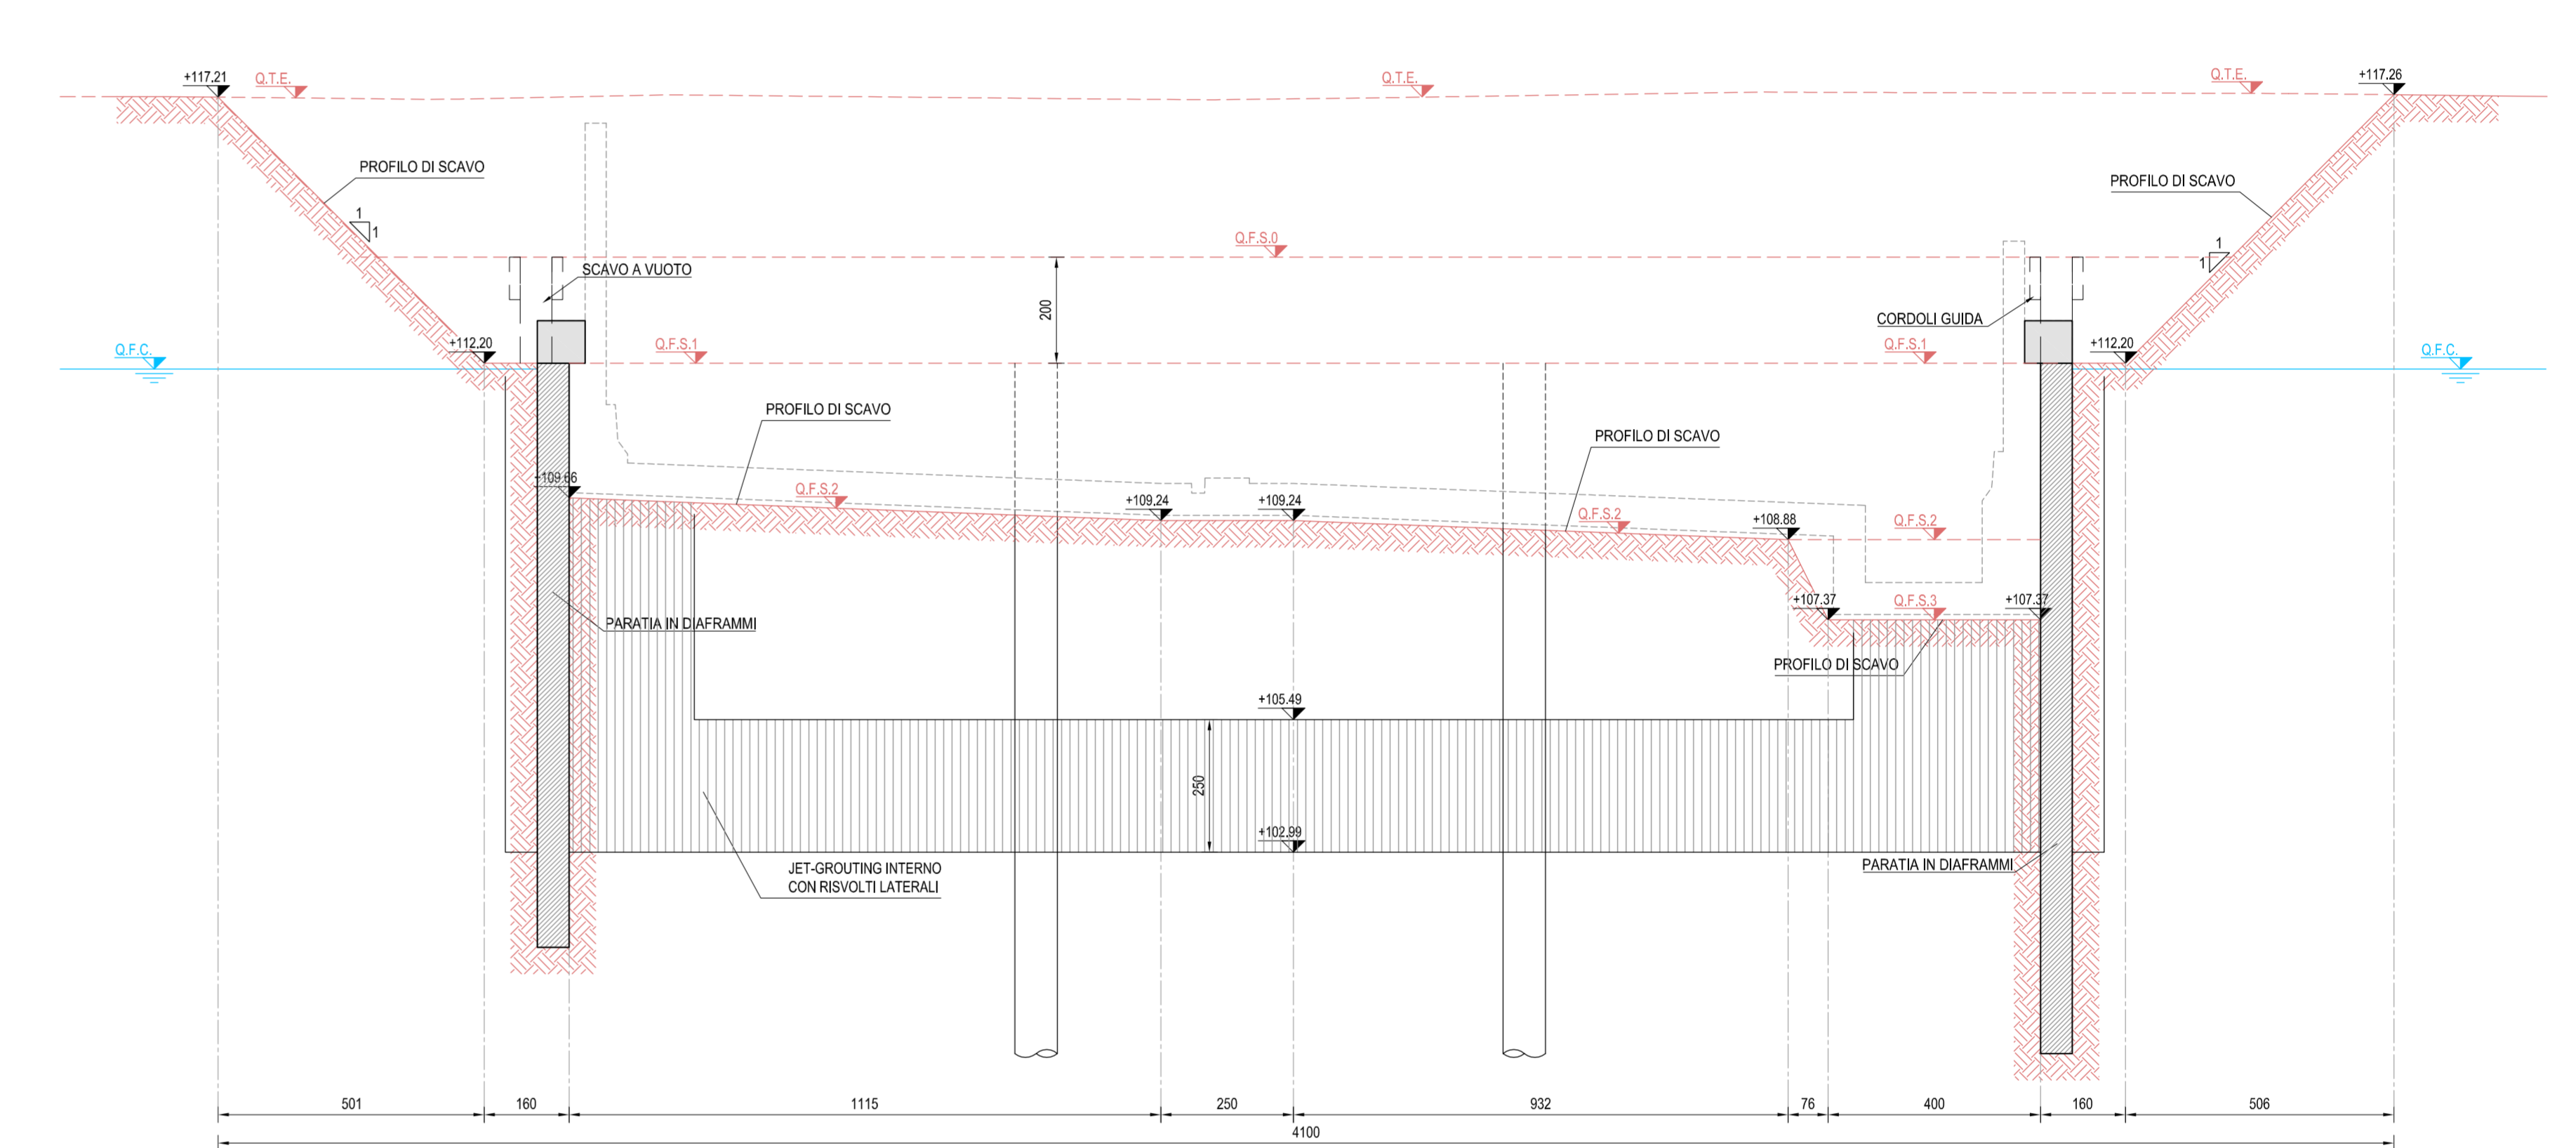 +117.21
Q.T.E.
Q.T.E.
Q.T.E.
+117.26
PROFILO DI SCAVO
PROFILO DI SCAVO
1
1
Q.F.S.0
1
1
SCAVO A VUOTO
200
CORDOLI GUIDA
Q.F.C.
+112.20
Q.F.S.1
Q.F.S.1
+112.20
Q.F.C.
PROFILO DI SCAVO
PROFILO DI SCAVO
+109.66
Q.F.S.2
+109.24
+109.24
Q.F.S.2
+108.88
Q.F.S.2
+107.37
Q.F.S.3
+107.37
PARATIA IN DIAFRAMMI
PROFILO DI SCAVO
+105.49
250
+102.99
JET-GROUTING INTERNO
CON RISVOLTI LATERALI
PARATIA IN DIAFRAMMI
501
160
1115
250
932
76
400
160
506
4100